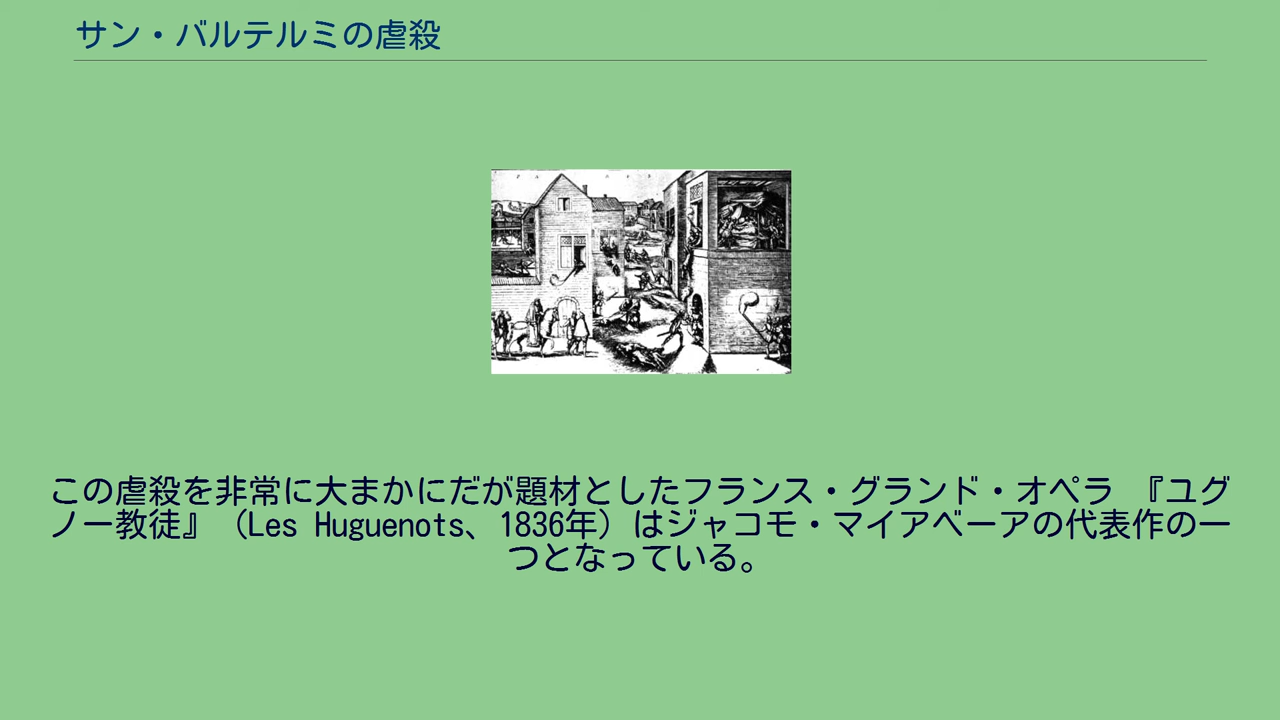 サン・バルテルミの虐殺
この虐殺を非常に大まかにだが題材としたフランス・グランド・オペラ 『ユグ
ノー教徒』（Les Huguenots、1836年）はジャコモ・マイアベーアの代表作の一
つとなっている。